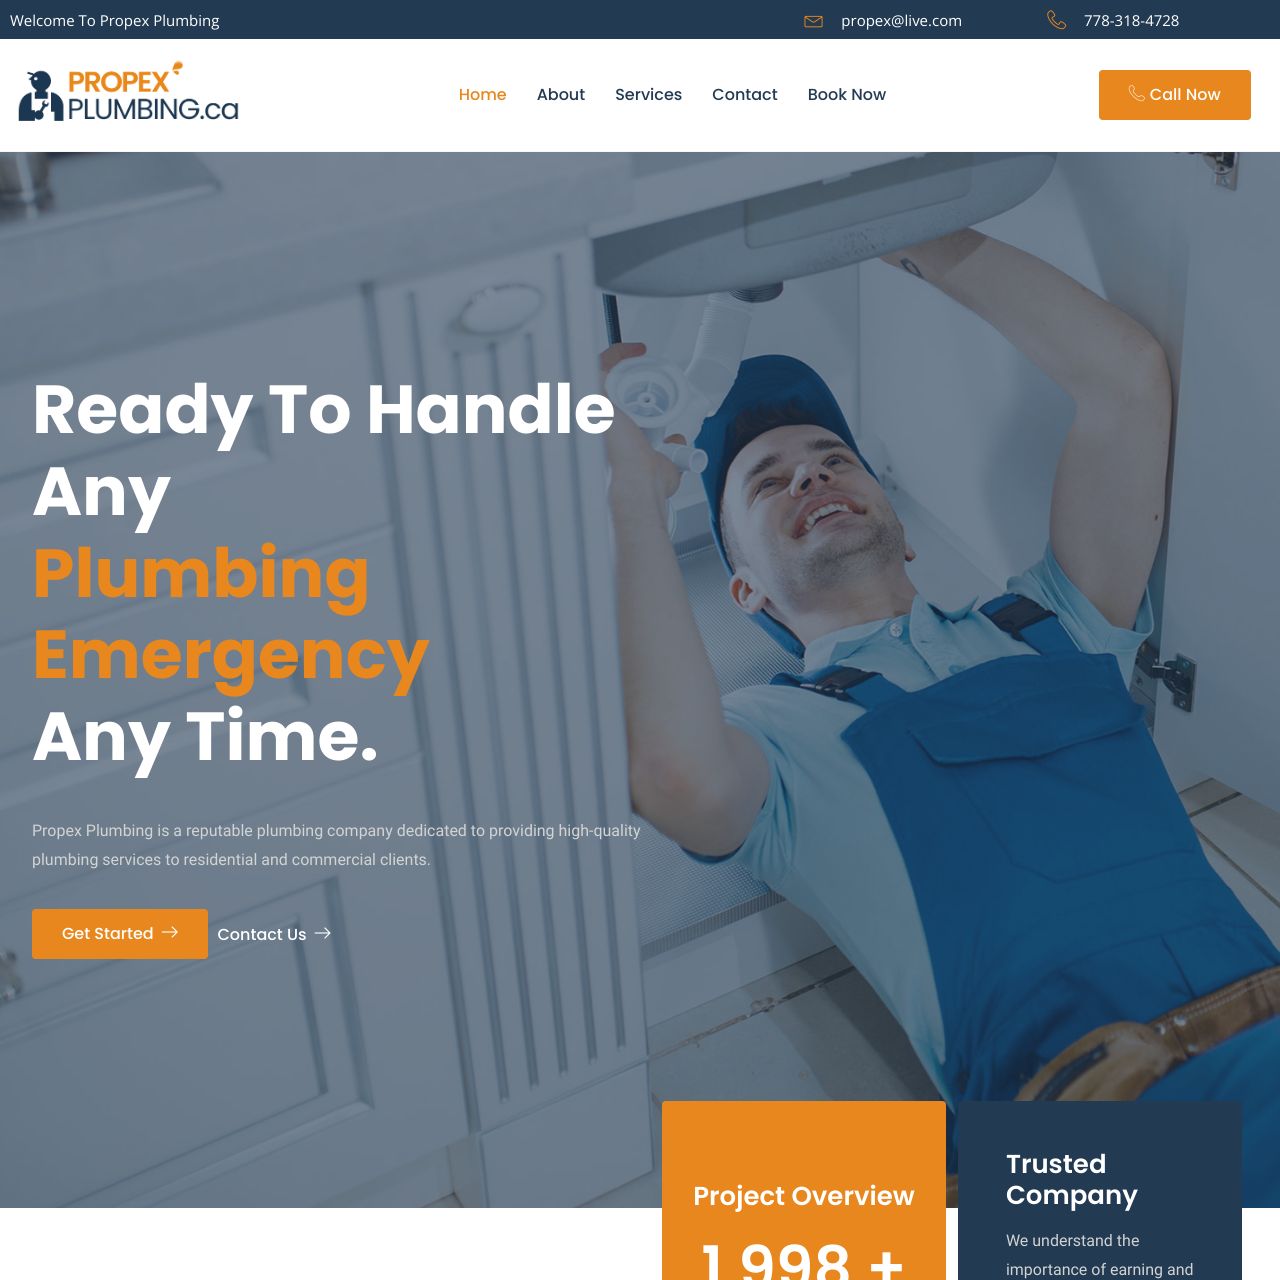 Welcome To Propex Plumbing
propex@live.com
778-318-4728
PROPEX
PLUMBING.ca
Home
About
Services
Contact
Book Now
Call Now
Ready To Handle
Any
Plumbing
Emergency
Any Time.
Propex Plumbing is a reputable plumbing company dedicated to providing high-quality
plumbing services to residential and commercial clients.
Get Started
Contact Us
Project Overview
1,998 +
Trusted
Company
We understand the
importance of earning and